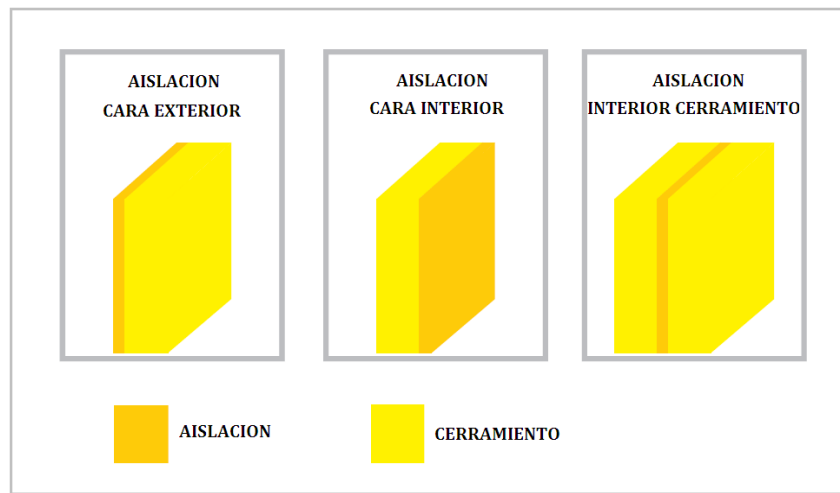 AISLACION
CARA EXTERIOR
AISLACION
CARA INTERIOR
AISLACION
INTERIOR CERRAMIENTO
AISLACION
CERRAMIENTO